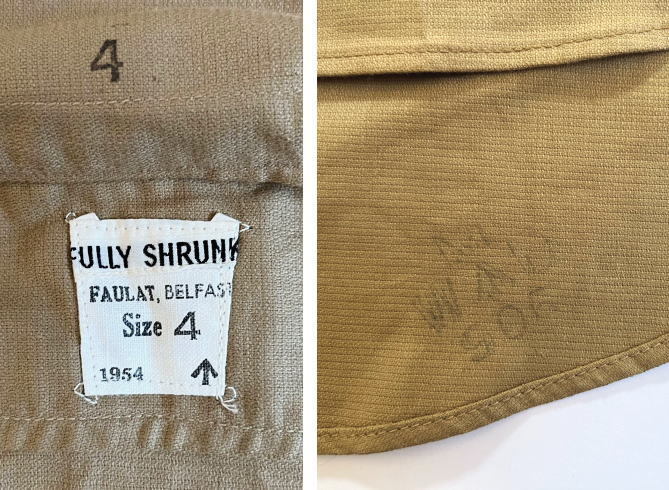 4
FULLY SHRUNK
FAULAT, BELFAST
Size 4
1954